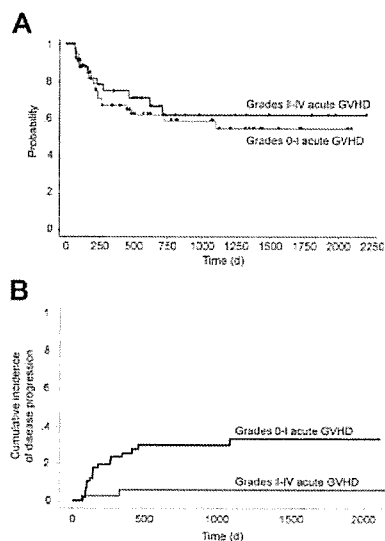 A
1
.8
.6
.4
.2
0
Probability
Grades II-IV acute GVHD
Grades 0-I acute GVHD
0 250 500 750 1000 1250 1500 1750 2000 2250
Time (d)
B
.8
.6
.4
.2
0
Cumulative incidence
of disease progression
Grades 0-I acute GVHD
Grades II-IV acute GVHD
0 500 1000 1500 2000
Time (d)